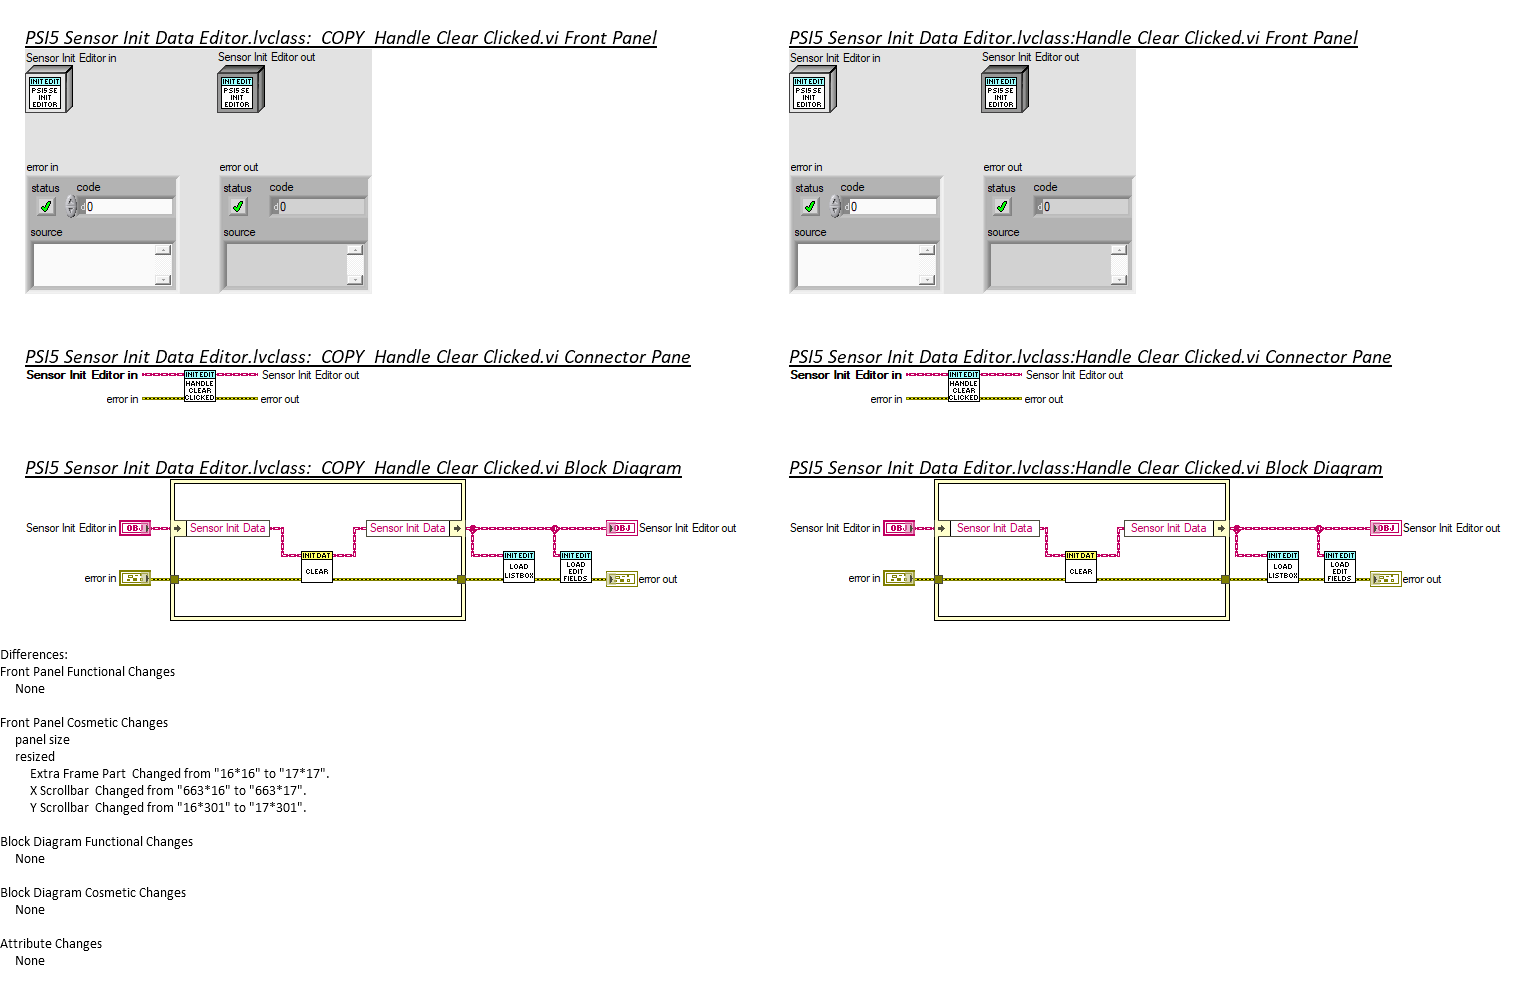 PSI5 Sensor Init Data Editor.lvclass:  COPY  Handle Clear Clicked.vi Front Panel
Sensor Init Editor in
Sensor Init Editor out
INIT EDIT
PSI5 SE
INIT
EDITOR
INIT EDIT
PSI5 SE
INIT
EDITOR
error in
error out
status
code
d 0
source
status
code
d 0
source
PSI5 Sensor Init Data Editor.lvclass:Handle Clear Clicked.vi Front Panel
Sensor Init Editor in
Sensor Init Editor out
INIT EDIT
PSI5 SE
INIT
EDITOR
INIT EDIT
PSI5 SE
INIT
EDITOR
error in
error out
status
code
d 0
source
status
code
d 0
source
PSI5 Sensor Init Data Editor.lvclass:  COPY  Handle Clear Clicked.vi Connector Pane
Sensor Init Editor in
INIT EDIT
HANDLE
CLEAR
CLICKED
Sensor Init Editor out
error in
error out
PSI5 Sensor Init Data Editor.lvclass:Handle Clear Clicked.vi Connector Pane
Sensor Init Editor in
INIT EDIT
HANDLE
CLEAR
CLICKED
Sensor Init Editor out
error in
error out
PSI5 Sensor Init Data Editor.lvclass:  COPY  Handle Clear Clicked.vi Block Diagram
Sensor Init Editor in
OBJ
Sensor Init Data
Sensor Init Data
OBJ
Sensor Init Editor out
INIT DAT
CLEAR
INIT EDIT
LOAD
LISTBOX
INIT EDIT
LOAD
EDIT
FIELDS
error in
error out
PSI5 Sensor Init Data Editor.lvclass:Handle Clear Clicked.vi Block Diagram
Sensor Init Editor in
OBJ
Sensor Init Data
Sensor Init Data
OBJ
Sensor Init Editor out
INIT DAT
CLEAR
INIT EDIT
LOAD
LISTBOX
INIT EDIT
LOAD
EDIT
FIELDS
error in
error out
Differences:
Front Panel Functional Changes
None
Front Panel Cosmetic Changes
panel size
resized
Extra Frame Part  Changed from "16*16" to "17*17".
X Scrollbar  Changed from "663*16" to "663*17".
Y Scrollbar  Changed from "16*301" to "17*301".
Block Diagram Functional Changes
None
Block Diagram Cosmetic Changes
None
Attribute Changes
None